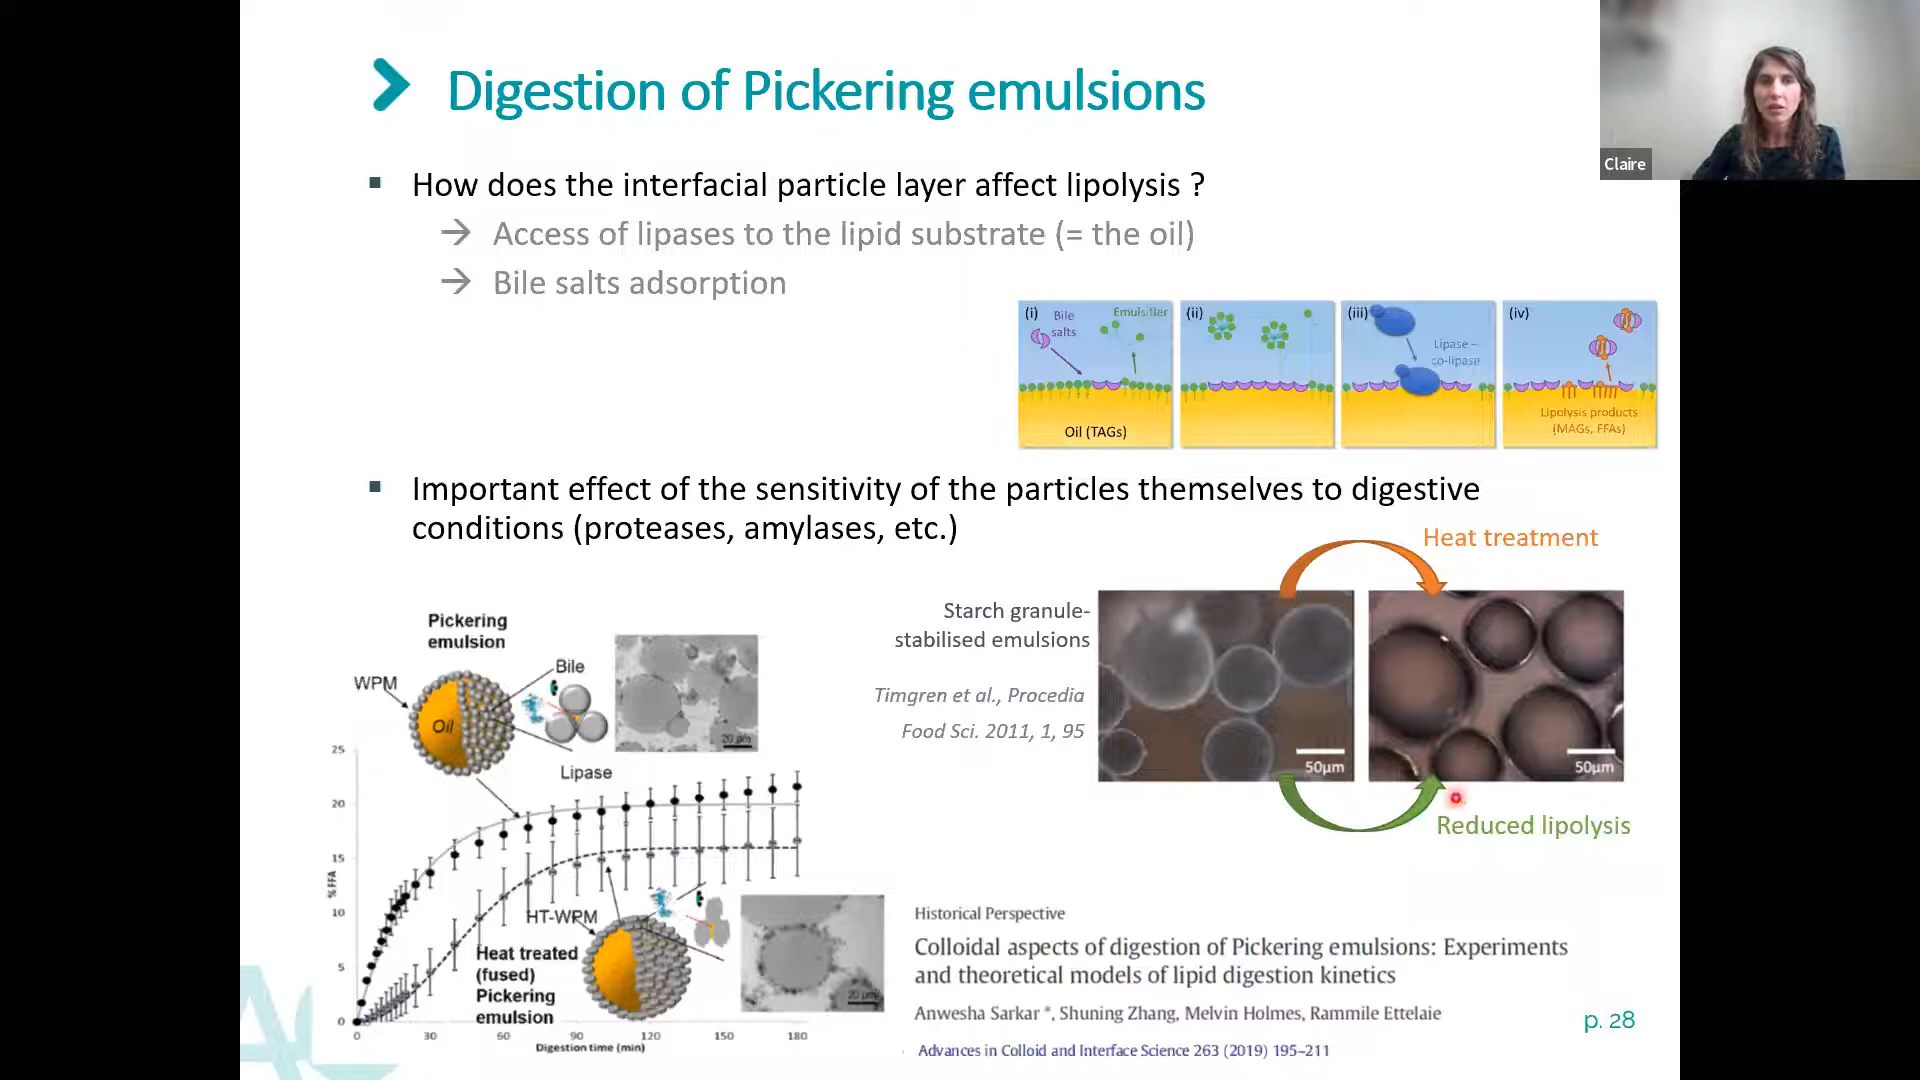 Digestion of Pickering emulsions
Claire
How does the interfacial particle layer affect lipolysis ?
Access of lipases to the lipid substrate (= the oil)
Bile salts adsorption
(i)
Bile
salts
Emulsifier
Oil (TAGs)
(ii)
(iii)
Lipase –
co-lipase
(iv)
Lipolysis products
(MAGs, FFAs)
Important effect of the sensitivity of the particles themselves to digestive
conditions (proteases, amylases, etc.)
Heat treatment
Starch granule-
stabilised emulsions
Timgren et al., Procedia
Food Sci. 2011, 1, 95
50µm
50µm
Reduced lipolysis
Pickering
emulsion
WPM
Oil
Bile
Lipase
20 µm
25
20
15
10
5
0
% FFA
0
30
60
90
120
150
180
Digestion time (min)
HT-WPM
Heat treated
(fused)
Pickering
emulsion
20 µm
Historical Perspective
Colloidal aspects of digestion of Pickering emulsions: Experiments
and theoretical models of lipid digestion kinetics
Anwesha Sarkar *, Shuning Zhang, Melvin Holmes, Rammile Ettelaie
Advances in Colloid and Interface Science 263 (2019) 195–211
p. 28